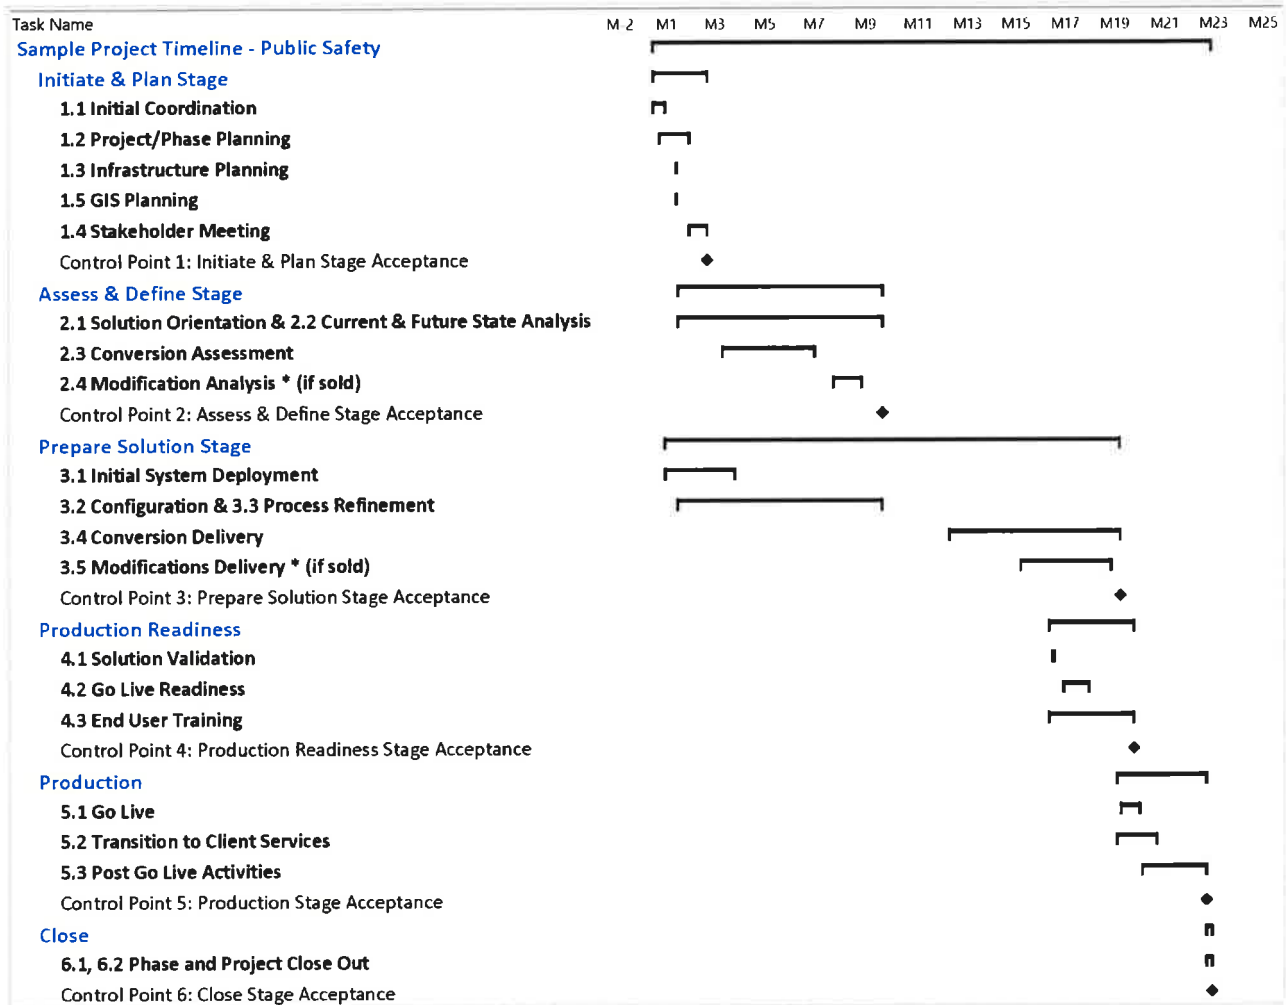 Task Name M-2 M1 M3 M5 M7 M9 M11 M13 M15 M17 M19 M21 M23 M25
Sample Project Timeline - Public Safety
Initiate & Plan Stage
1.1 Initial Coordination
1.2 Project/Phase Planning
1.3 Infrastructure Planning
1.5 GIS Planning
1.4 Stakeholder Meeting
Control Point 1: Initiate & Plan Stage Acceptance
Assess & Define Stage
2.1 Solution Orientation & 2.2 Current & Future State Analysis
2.3 Conversion Assessment
2.4 Modification Analysis * (if sold)
Control Point 2: Assess & Define Stage Acceptance
Prepare Solution Stage
3.1 Initial System Deployment
3.2 Configuration & 3.3 Process Refinement
3.4 Conversion Delivery
3.5 Modifications Delivery * (if sold)
Control Point 3: Prepare Solution Stage Acceptance
Production Readiness
4.1 Solution Validation
4.2 Go Live Readiness
4.3 End User Training
Control Point 4: Production Readiness Stage Acceptance
Production
5.1 Go Live
5.2 Transition to Client Services
5.3 Post Go Live Activities
Control Point 5: Production Stage Acceptance
Close
6.1, 6.2 Phase and Project Close Out
Control Point 6: Close Stage Acceptance